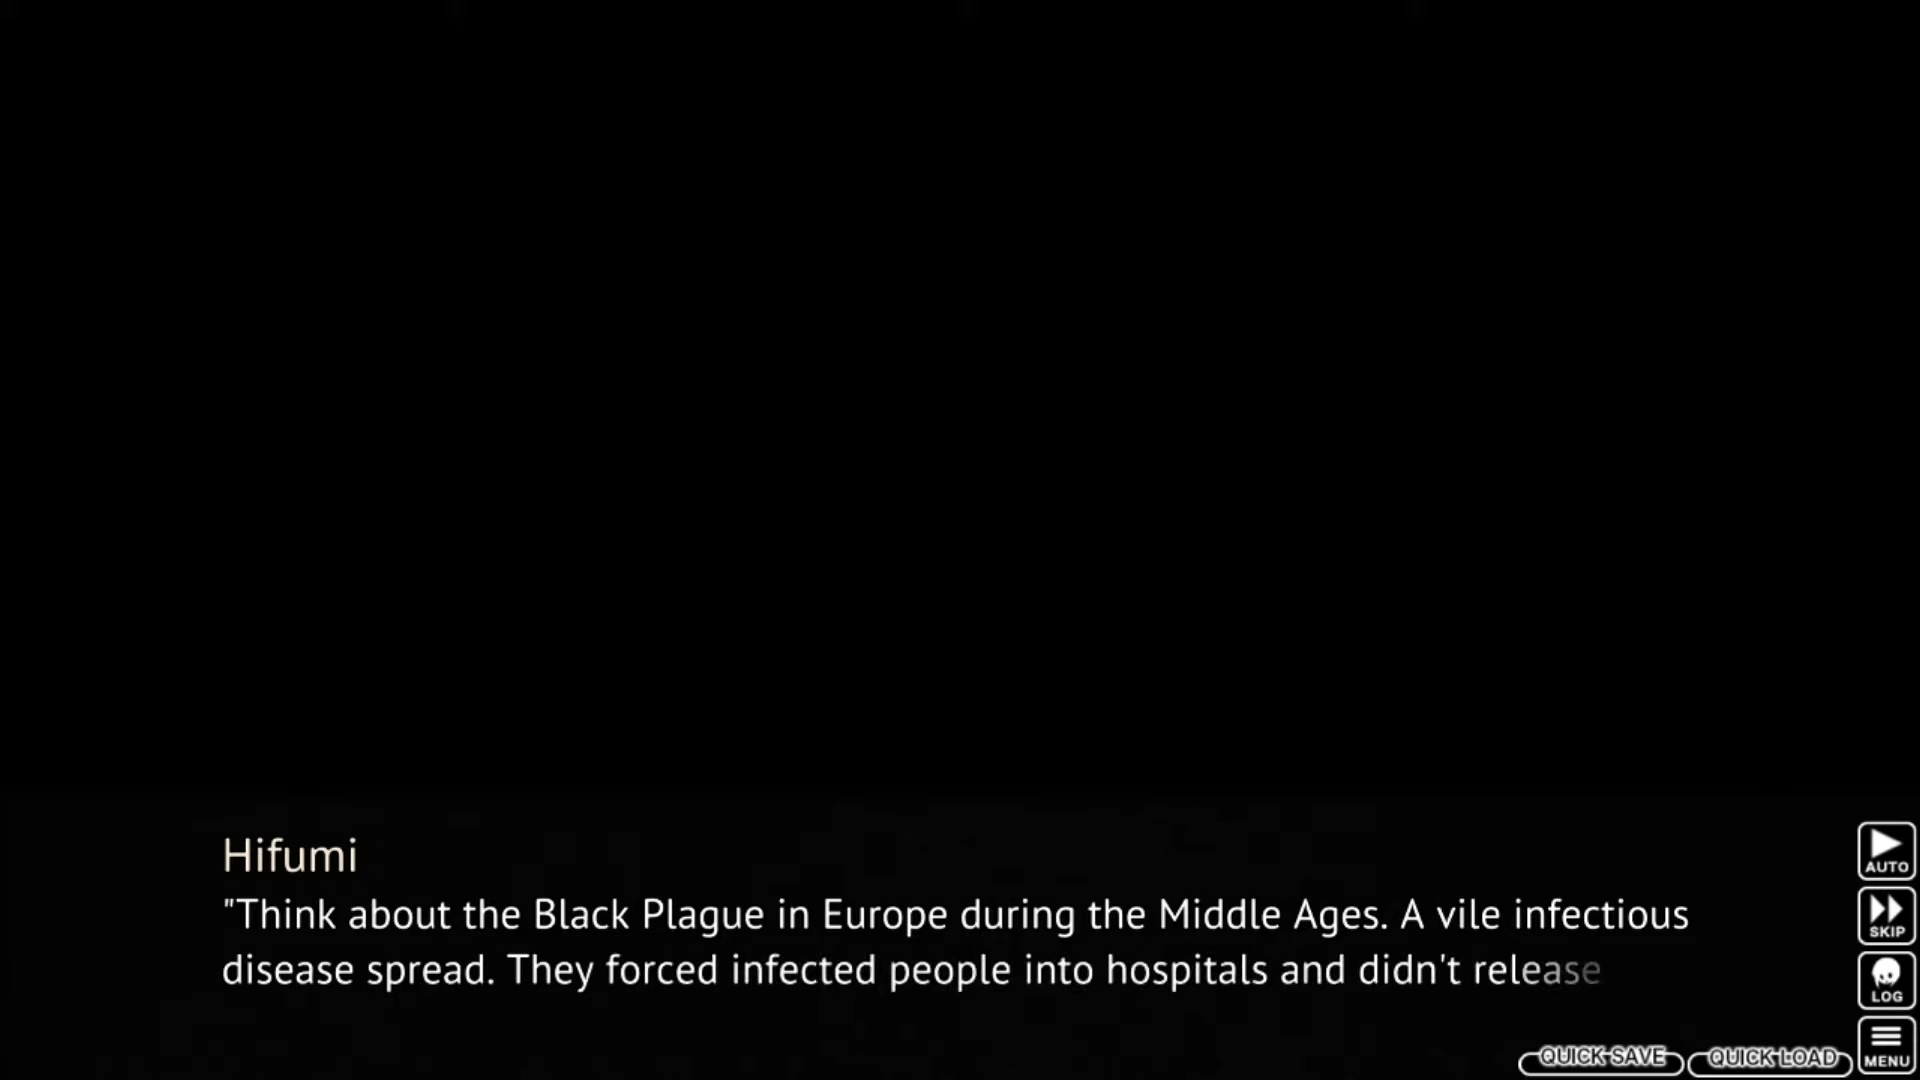 Hifumi
"Think about the Black Plague in Europe during the Middle Ages. A vile infectious
disease spread. They forced infected people into hospitals and didn't release
AUTO
SKIP
LOG
MENU
QUICK SAVE
QUICK LOAD